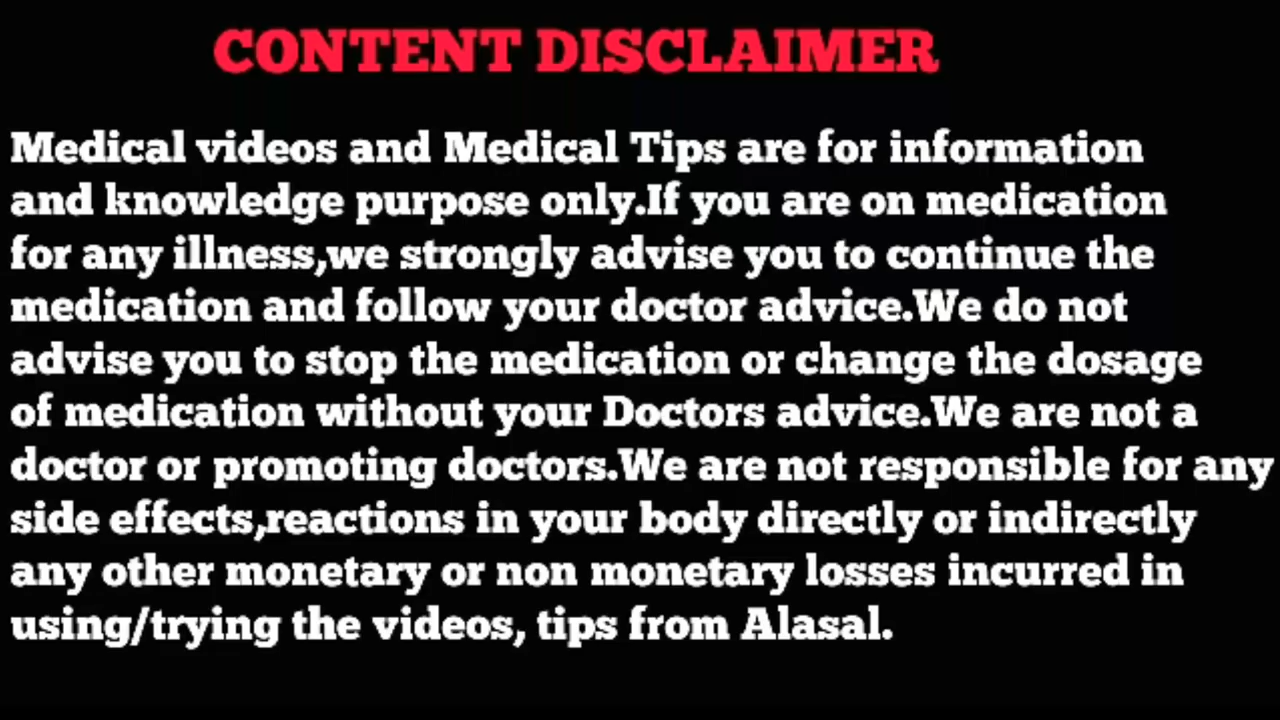 CONTENT DISCLAIMER
Medical videos and Medical Tips are for information
and knowledge purpose only.If you are on medication
for any illness,we strongly advise you to continue the
medication and follow your doctor advice.We do not
advise you to stop the medication or change the dosage
of medication without your Doctors advice.We are not a
doctor or promoting doctors.We are not responsible for any
side effects,reactions in your body directly or indirectly
any other monetary or non monetary losses incurred in
using/trying the videos, tips from Alasal.